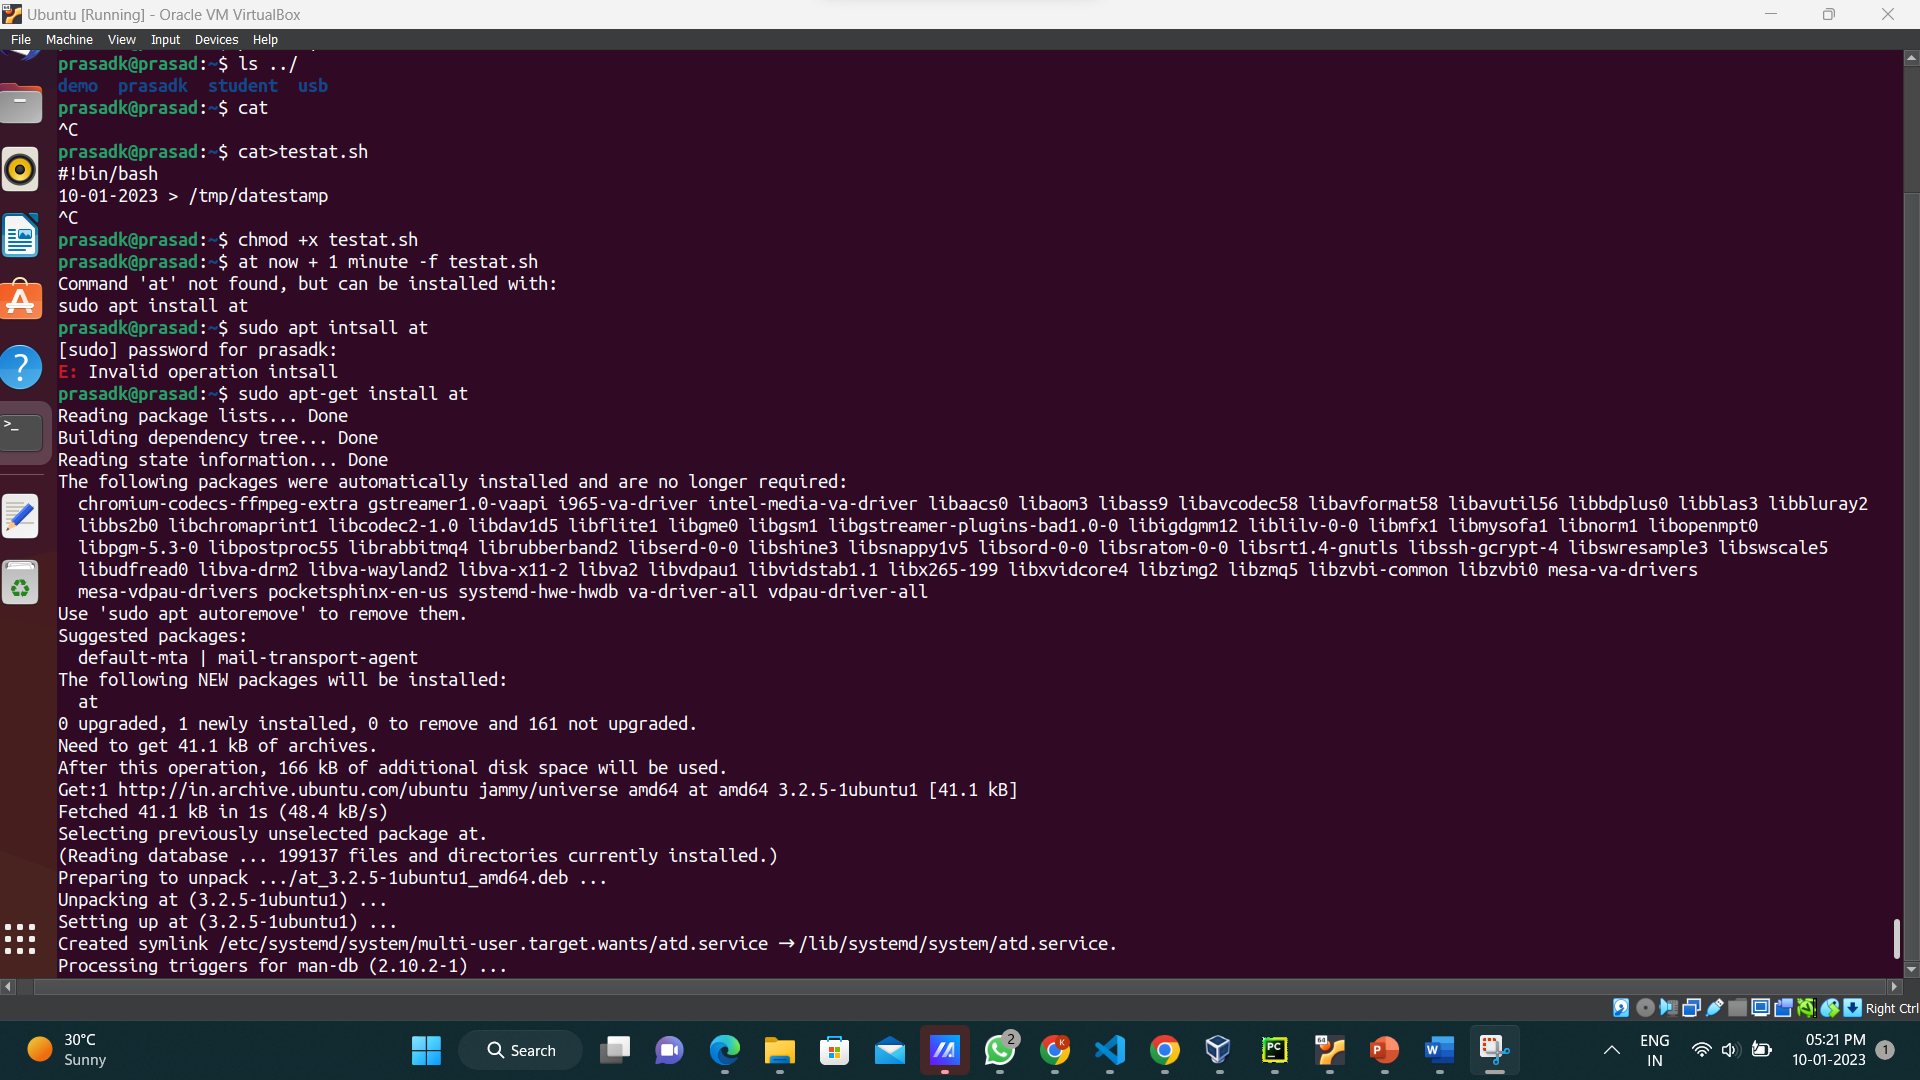 Ubuntu [Running] - Oracle VM VirtualBox
File Machine View Input Devices Help
prasadk@prasad:~$ ls ../
demo prasadk student usb
prasadk@prasad:~$ cat
^C
prasadk@prasad:~$ cat>testat.sh
#!bin/bash
10-01-2023 > /tmp/datestamp
^C
prasadk@prasad:~$ chmod +x testat.sh
prasadk@prasad:~$ at now + 1 minute -f testat.sh
Command 'at' not found, but can be installed with:
sudo apt install at
prasadk@prasad:~$ sudo apt intsall at
[sudo] password for prasadk:
E: Invalid operation intsall
prasadk@prasad:~$ sudo apt-get install at
Reading package lists... Done
Building dependency tree... Done
Reading state information... Done
The following packages were automatically installed and are no longer required:
chromium-codecs-ffmpeg-extra gstreamer1.0-vaapi i965-va-driver intel-media-va-driver libaacs0 libaom3 libass9 libavcodec58 libavformat58 libavutil56 libbdplus0 libblas3 libbluray2
libbs2b0 libchromaprint1 libcodec2-1.0 libdav1d5 libflite1 libgme0 libgsm1 libgstreamer-plugins-bad1.0-0 libigdgmm12 liblilv-0-0 libmfx1 libmysofa1 libnorm1 libopenmpt0
libpgm-5.3-0 libpostproc55 librabbitmq4 librubberband2 libserd-0-0 libshine3 libsnappy1v5 libsord-0-0 libsratom-0-0 libsrt1.4-gnutls libssh-gcrypt-4 libswresample3 libswscale5
libudfread0 libva-drm2 libva-wayland2 libva-x11-2 libva2 libvdpau1 libvidstab1.1 libx265-199 libxvidcore4 libzimg2 libzmq5 libzvbi-common libzvbi0 mesa-va-drivers
mesa-vdpau-drivers pocketsphinx-en-us systemd-hwe-hwdb va-driver-all vdpau-driver-all
Use 'sudo apt autoremove' to remove them.
Suggested packages:
default-mta | mail-transport-agent
The following NEW packages will be installed:
at
0 upgraded, 1 newly installed, 0 to remove and 161 not upgraded.
Need to get 41.1 kB of archives.
After this operation, 166 kB of additional disk space will be used.
Get:1 http://in.archive.ubuntu.com/ubuntu jammy/universe amd64 at amd64 3.2.5-1ubuntu1 [41.1 kB]
Fetched 41.1 kB in 1s (48.4 kB/s)
Selecting previously unselected package at.
(Reading database ... 199137 files and directories currently installed.)
Preparing to unpack .../at_3.2.5-1ubuntu1_amd64.deb ...
Unpacking at (3.2.5-1ubuntu1) ...
Setting up at (3.2.5-1ubuntu1) ...
Created symlink /etc/systemd/system/multi-user.target.wants/atd.service → /lib/systemd/system/atd.service.
Processing triggers for man-db (2.10.2-1) ...
Right Ctrl
30°C
Sunny
Search
2
ENG
IN
05:21 PM
10-01-2023
1